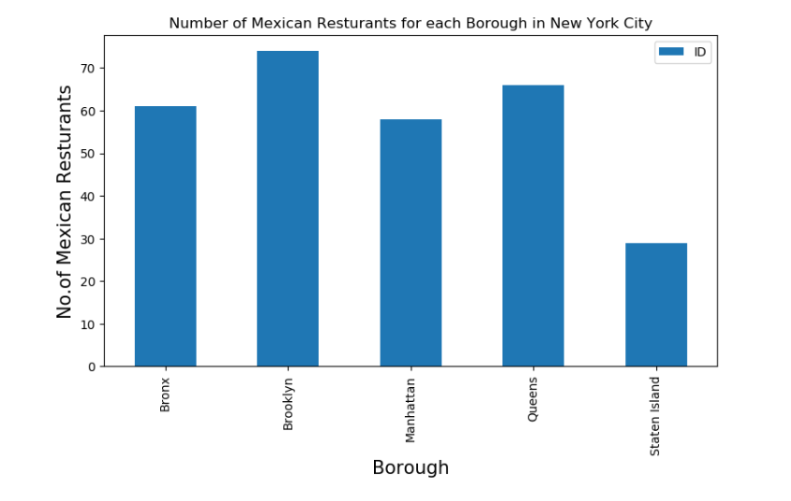 Number of Mexican Resturants for each Borough in New York City
ID
No.of Mexican Resturants
70
60
50
40
30
20
10
0
Bronx
Brooklyn
Manhattan
Queens
Staten Island
Borough